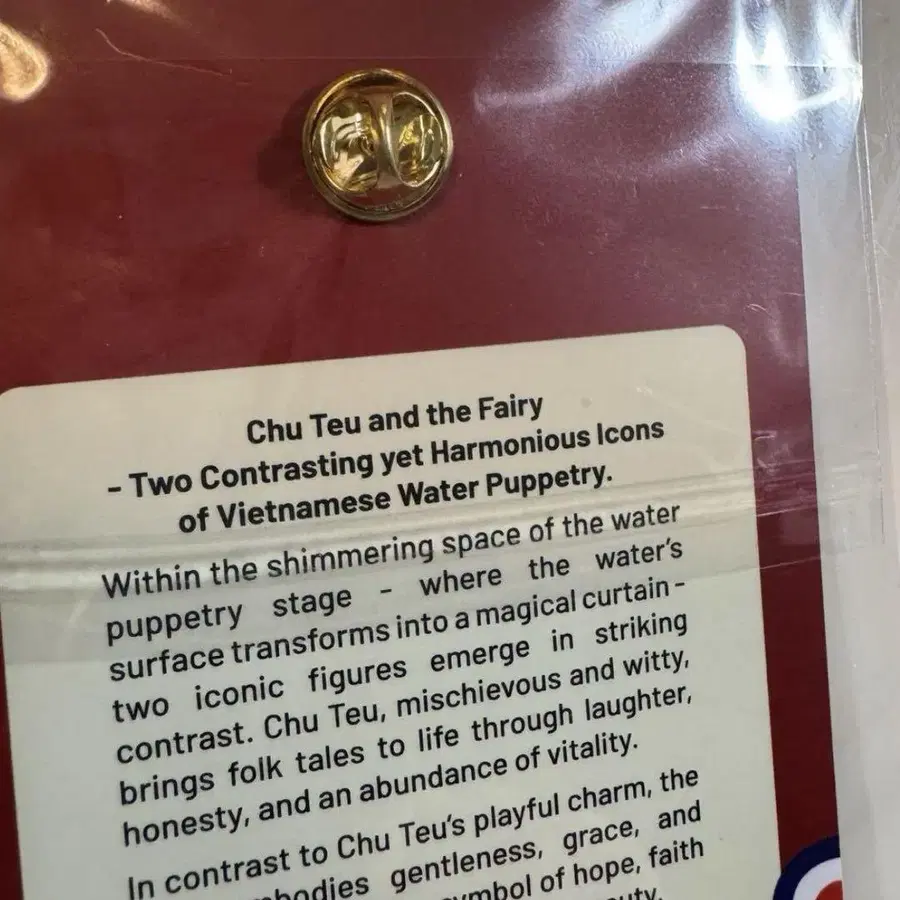 Chu Teu and the Fairy
- Two Contrasting yet Harmonious Icons
of Vietnamese Water Puppetry.
Within the shimmering space of the water
puppetry stage - where the water's
surface transforms into a magical curtain -
two iconic figures emerge in striking
contrast. Chu Teu, mischievous and witty,
brings folk tales to life through laughter,
honesty, and an abundance of vitality.
In contrast to Chu Teu's playful charm, the
gentleness, grace, and
of hope, faith